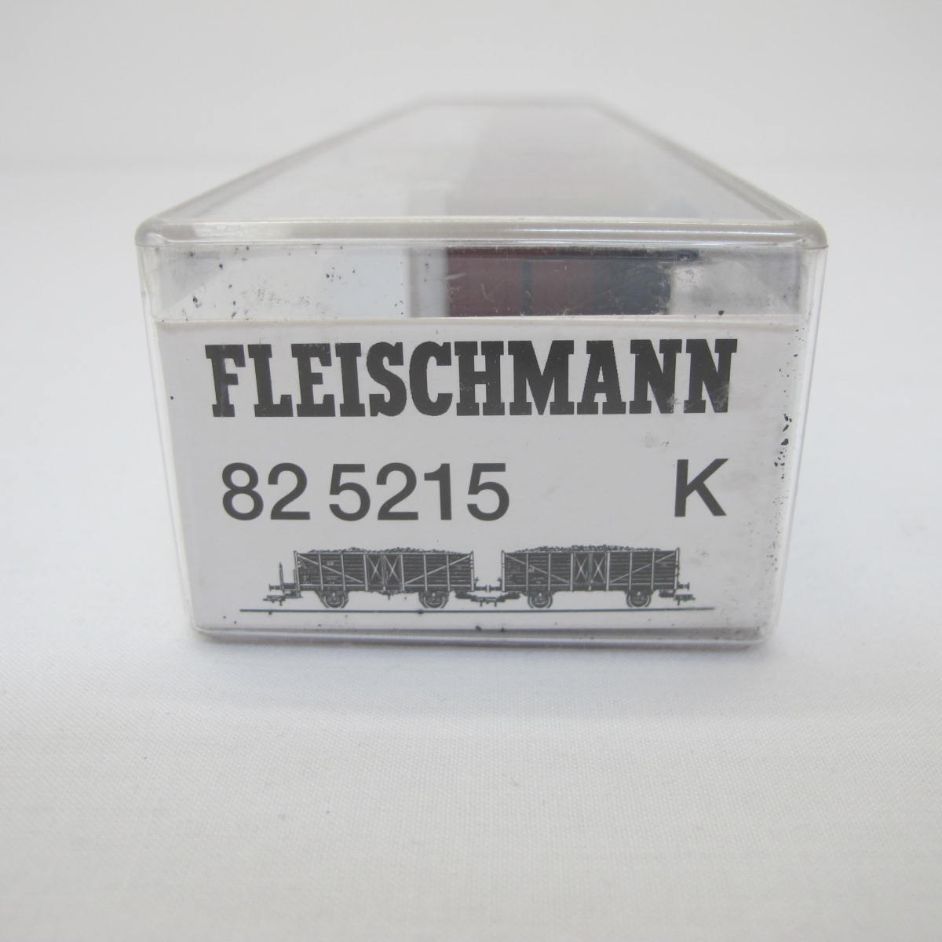 FLEISCHMANN
82 5215 K